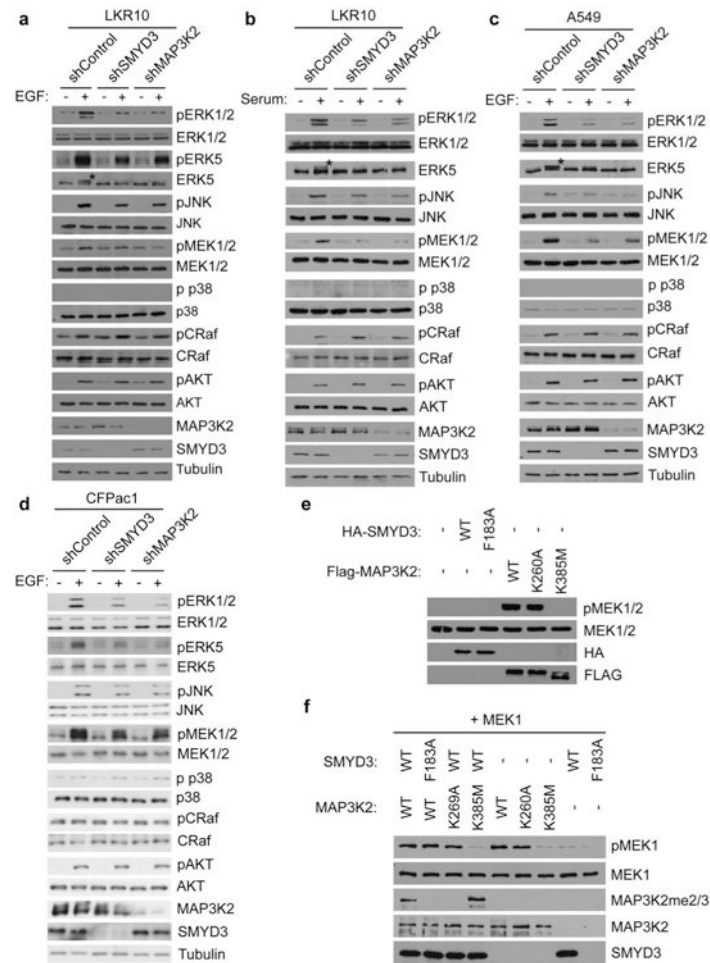 a
LKR10
shControl shSMYD3 shMAP3K2
EGF: - + - + - +
pERK1/2
ERK1/2
pERK5
*
ERK5
pJNK
JNK
pMEK1/2
MEK1/2
p p38
p38
pCRaf
CRaf
pAKT
AKT
MAP3K2
SMYD3
Tubulin
b
LKR10
shControl shSMYD3 shMAP3K2
Serum: - + - + - +
pERK1/2
ERK1/2
*
ERK5
pJNK
JNK
pMEK1/2
MEK1/2
p p38
p38
pCRaf
CRaf
pAKT
AKT
MAP3K2
SMYD3
Tubulin
c
A549
shControl shSMYD3 shMAP3K2
EGF: - + - + - +
pERK1/2
ERK1/2
*
ERK5
pJNK
JNK
pMEK1/2
MEK1/2
p p38
p38
pCRaf
CRaf
pAKT
AKT
MAP3K2
SMYD3
Tubulin
d
CFPac1
shControl shSMYD3 shMAP3K2
EGF: - + - + - +
pERK1/2
ERK1/2
pERK5
ERK5
pJNK
JNK
pMEK1/2
MEK1/2
p p38
p38
pCRaf
CRaf
pAKT
AKT
MAP3K2
SMYD3
Tubulin
e
HA-SMYD3: - WT F183A - - -
Flag-MAP3K2: - - - WT K260A K385M
pMEK1/2
MEK1/2
HA
FLAG
f
+ MEK1
SMYD3: WT F183A WT WT - - - WT F183A
MAP3K2: WT WT K269A K385M WT K260A K385M - -
pMEK1
MEK1
MAP3K2me2/3
MAP3K2
SMYD3